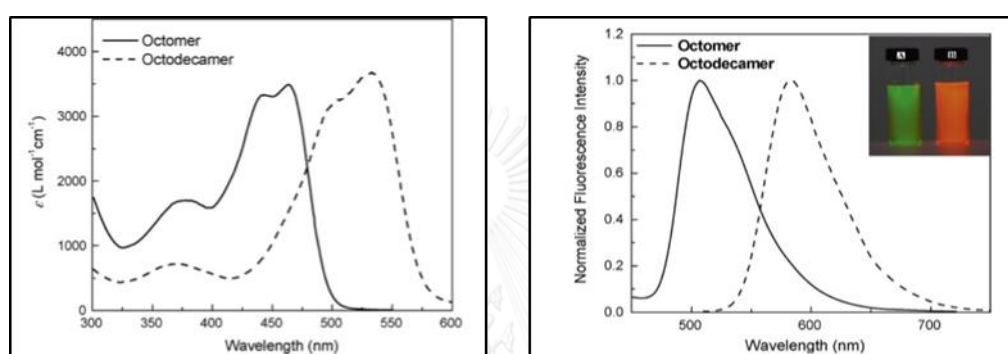 4000
3000
2000
1000
0
ε (L mol⁻¹cm⁻¹)
Octomer
Octodecamer
300 350 400 450 500 550 600
Wavelength (nm)
1.2
1.0
0.8
0.6
0.4
0.2
0.0
Normalized Fluorescence Intensity
Octomer
Octodecamer
A
500 600 700
Wavelength (nm)